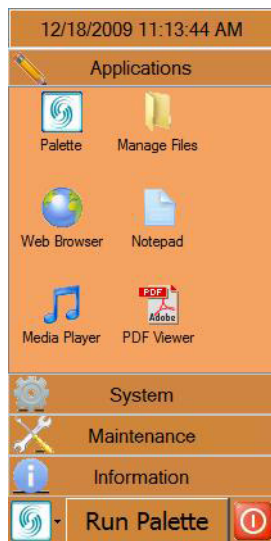 12/18/2009 11:13:44 AM
Applications
Palette Manage Files
Web Browser Notepad
PDF
Adobe
Media Player PDF Viewer
System
Maintenance
Information
Run Palette